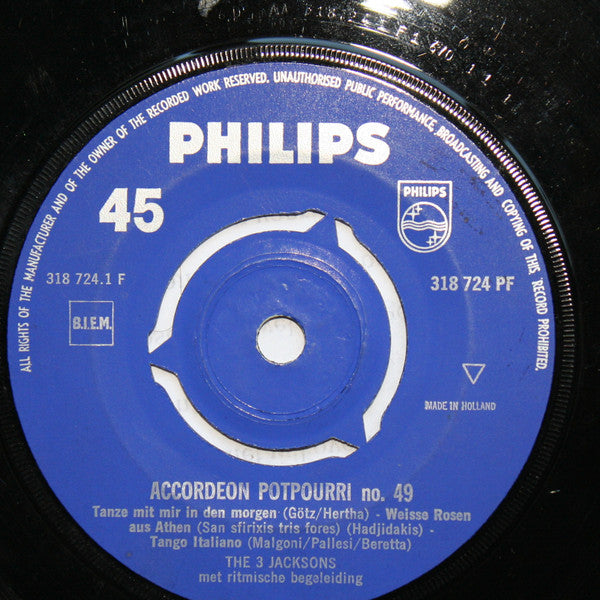 ALL RIGHTS OF THE MANUFACTURER AND OF THE OWNER OF THE RECORDED WORK RESERVED. UNAUTHORISED PUBLIC PERFORMANCE, BROADCASTING AND COPYING OF THIS RECORD PROHIBITED.
PHILIPS
45
PHILIPS
318 724.1 F
318 724 PF
B.I.E.M.
MADE IN HOLLAND
ACCORDEON POTPOURRI no. 49
Tanze mit mir in den morgen (Götz/Hertha) - Weisse Rosen
aus Athen (San sfirixis tris fores) (Hadjidakis) -
Tango Italiano (Malgoni/Pallesi/Beretta)
THE 3 JACKSONS
met ritmische begeleiding